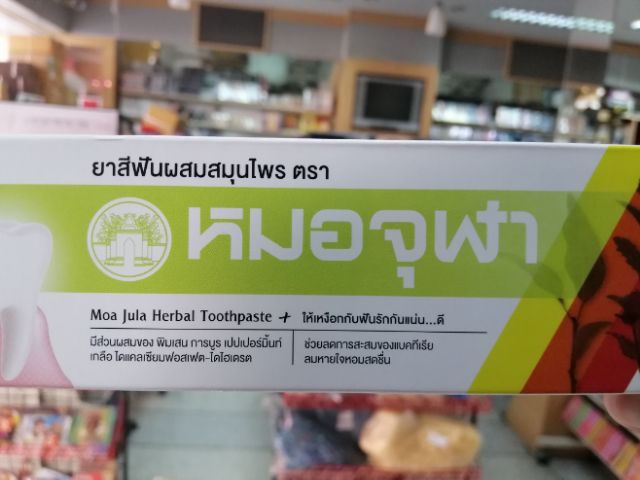 ยาสีฟันผสมสมุนไพร ตรา
หมอจุฬา
Moa Jula Herbal Toothpaste + ให้เหงือกกับฟันรักกันแน่น...ดี
มีส่วนผสมของ พิมเสน การบูร เปปเปอร์มิ้นท์
เกลือ ไดแคลเซียมฟอสเฟต-ไดไฮเดรต
ช่วยลดการสะสมของแบคทีเรีย
ลมหายใจหอมสดชื่น